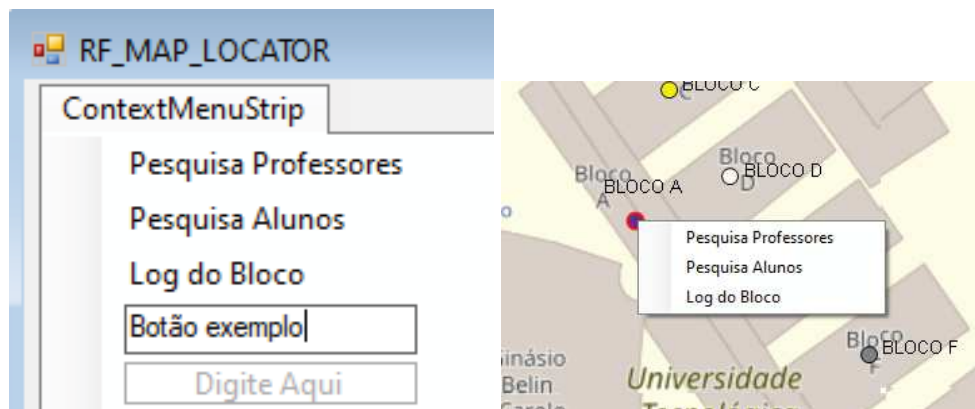 RF_MAP_LOCATOR
ContextMenuStrip
Pesquisa Professores
Pesquisa Alunos
Log do Bloco
Botão exemplo
Digite Aqui
BLOCO C
C
Bloco
D
BLOCO D
Bloco
A
BLOCO A
Pesquisa Professores
Pesquisa Alunos
Log do Bloco
Bloco
F
BLOCO F
Belin
Universidade
Tecnológica